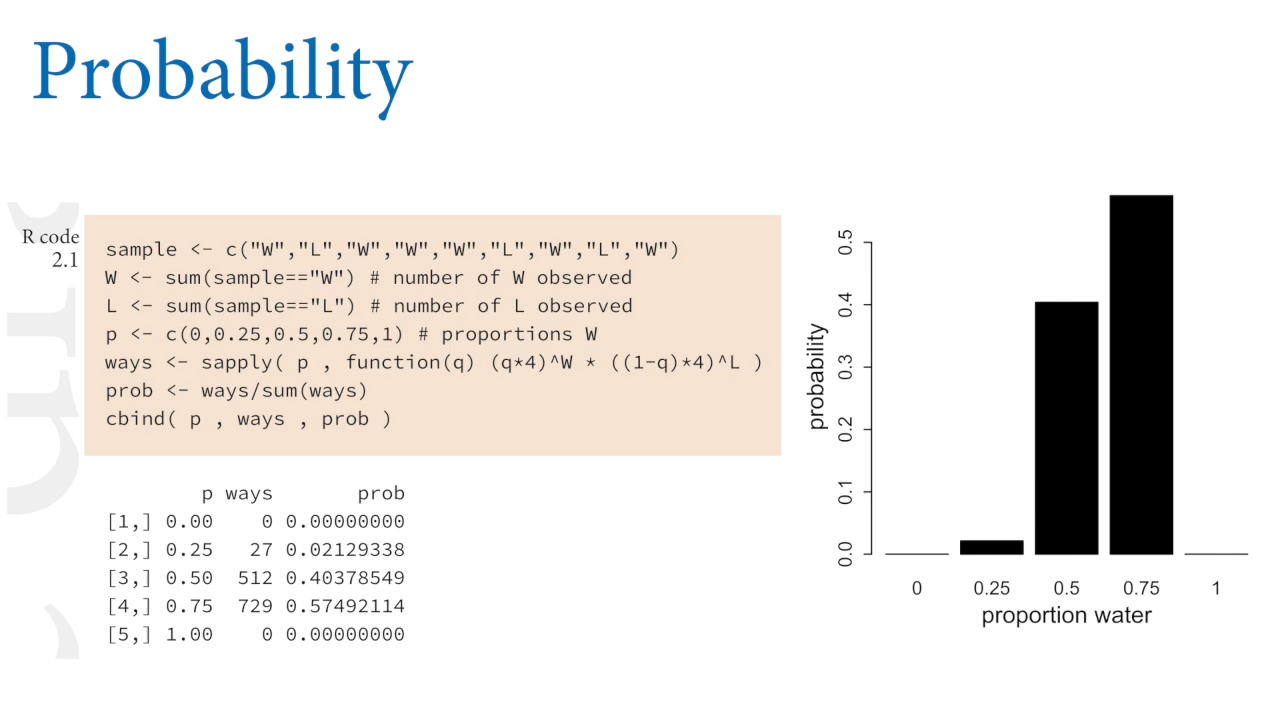 Probability
R code
2.1
sample <- c("W","L","W","W","W","L","W","L","W")
W <- sum(sample=="W") # number of W observed
L <- sum(sample=="L") # number of L observed
p <- c(0,0.25,0.5,0.75,1) # proportions W
ways <- sapply( p , function(q) (q*4)^W * ((1-q)*4)^L )
prob <- ways/sum(ways)
cbind( p , ways , prob )
p ways prob
[1,] 0.00 0 0.00000000
[2,] 0.25 27 0.02129338
[3,] 0.50 512 0.40378549
[4,] 0.75 729 0.57492114
[5,] 1.00 0 0.00000000
probability
0.5
0.4
0.3
0.2
0.1
0.0
0 0.25 0.5 0.75 1
proportion water